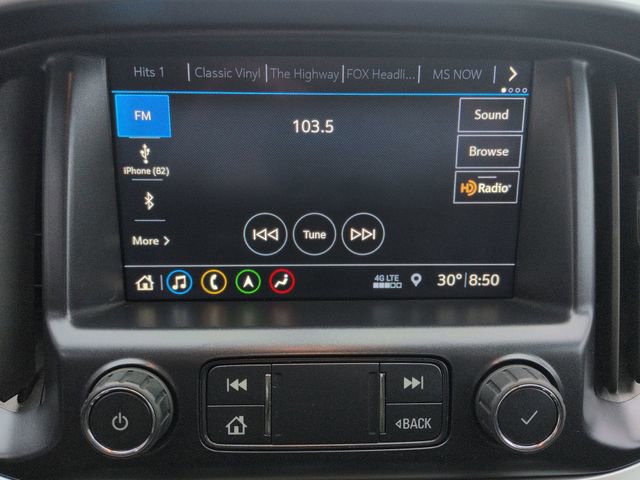 Hits 1 | Classic Vinyl | The Highway | FOX Headli... | MS NOW |
FM
103.5
Sound
iPhone (82)
Browse
HD Radio
More
Tune
4G LTE
30° | 8:50
BACK